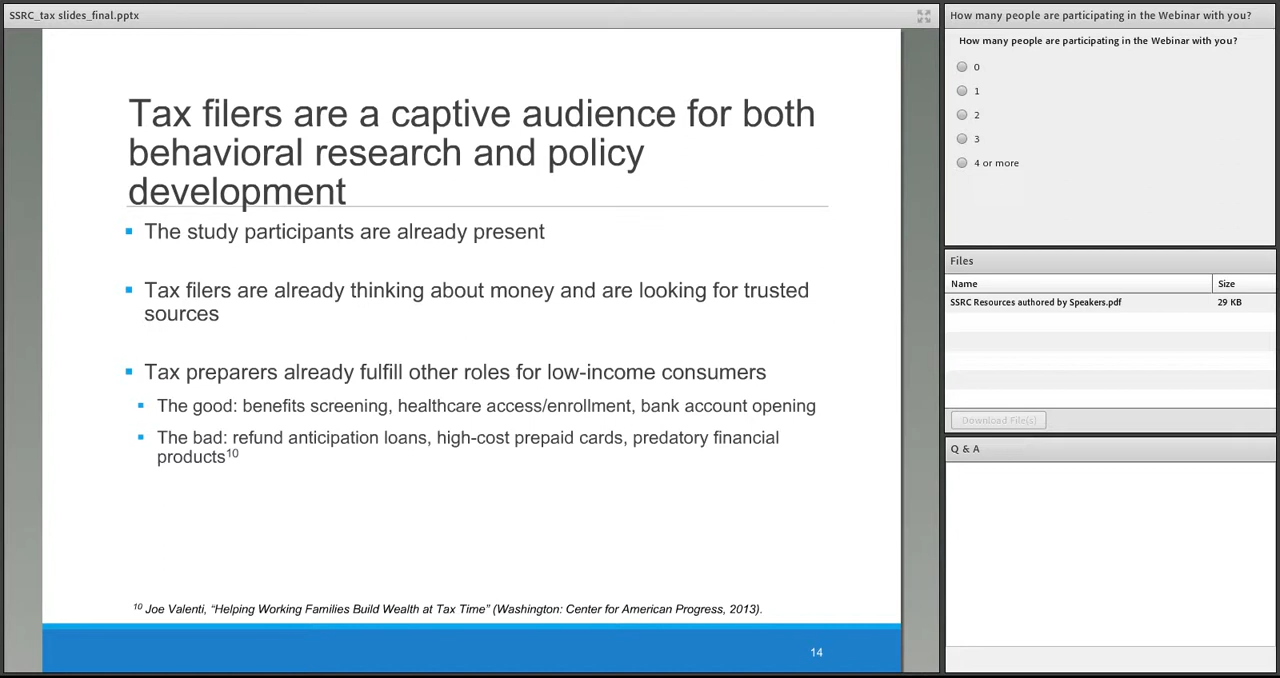 SSRC_tax slides_final.pptx
Tax filers are a captive audience for both
behavioral research and policy
development
▪ The study participants are already present
▪ Tax filers are already thinking about money and are looking for trusted
sources
▪ Tax preparers already fulfill other roles for low-income consumers
▪ The good: benefits screening, healthcare access/enrollment, bank account opening
▪ The bad: refund anticipation loans, high-cost prepaid cards, predatory financial
products¹⁰
¹⁰ Joe Valenti, “Helping Working Families Build Wealth at Tax Time” (Washington: Center for American Progress, 2013).
14
How many people are participating in the Webinar with you?
How many people are participating in the Webinar with you?
0
1
2
3
4 or more
Files
Name Size
SSRC Resources authored by Speakers.pdf 29 KB
Download File(s)
Q & A